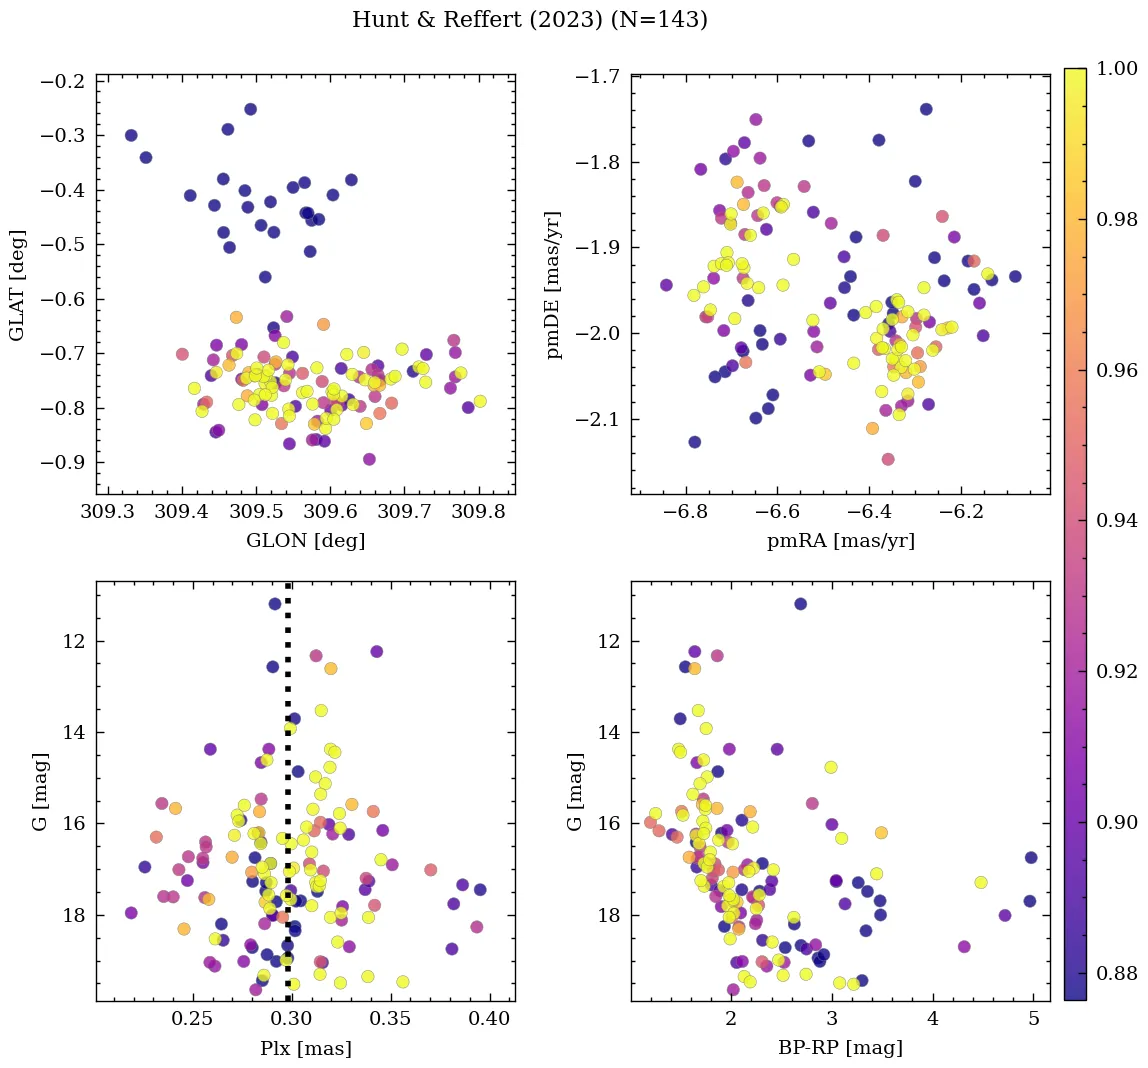 Hunt & Reffert (2023) (N=143)
−0.2
−0.3
−0.4
−0.5
−0.6
−0.7
−0.8
−0.9
GLAT [deg]
309.3 309.4 309.5 309.6 309.7 309.8
GLON [deg]
−1.7
−1.8
−1.9
−2.0
−2.1
pmDE [mas/yr]
−6.8 −6.6 −6.4 −6.2
pmRA [mas/yr]
12
14
16
18
G [mag]
0.25 0.30 0.35 0.40
Plx [mas]
12
14
16
18
G [mag]
2 3 4 5
BP-RP [mag]
1.00
0.98
0.96
0.94
0.92
0.90
0.88